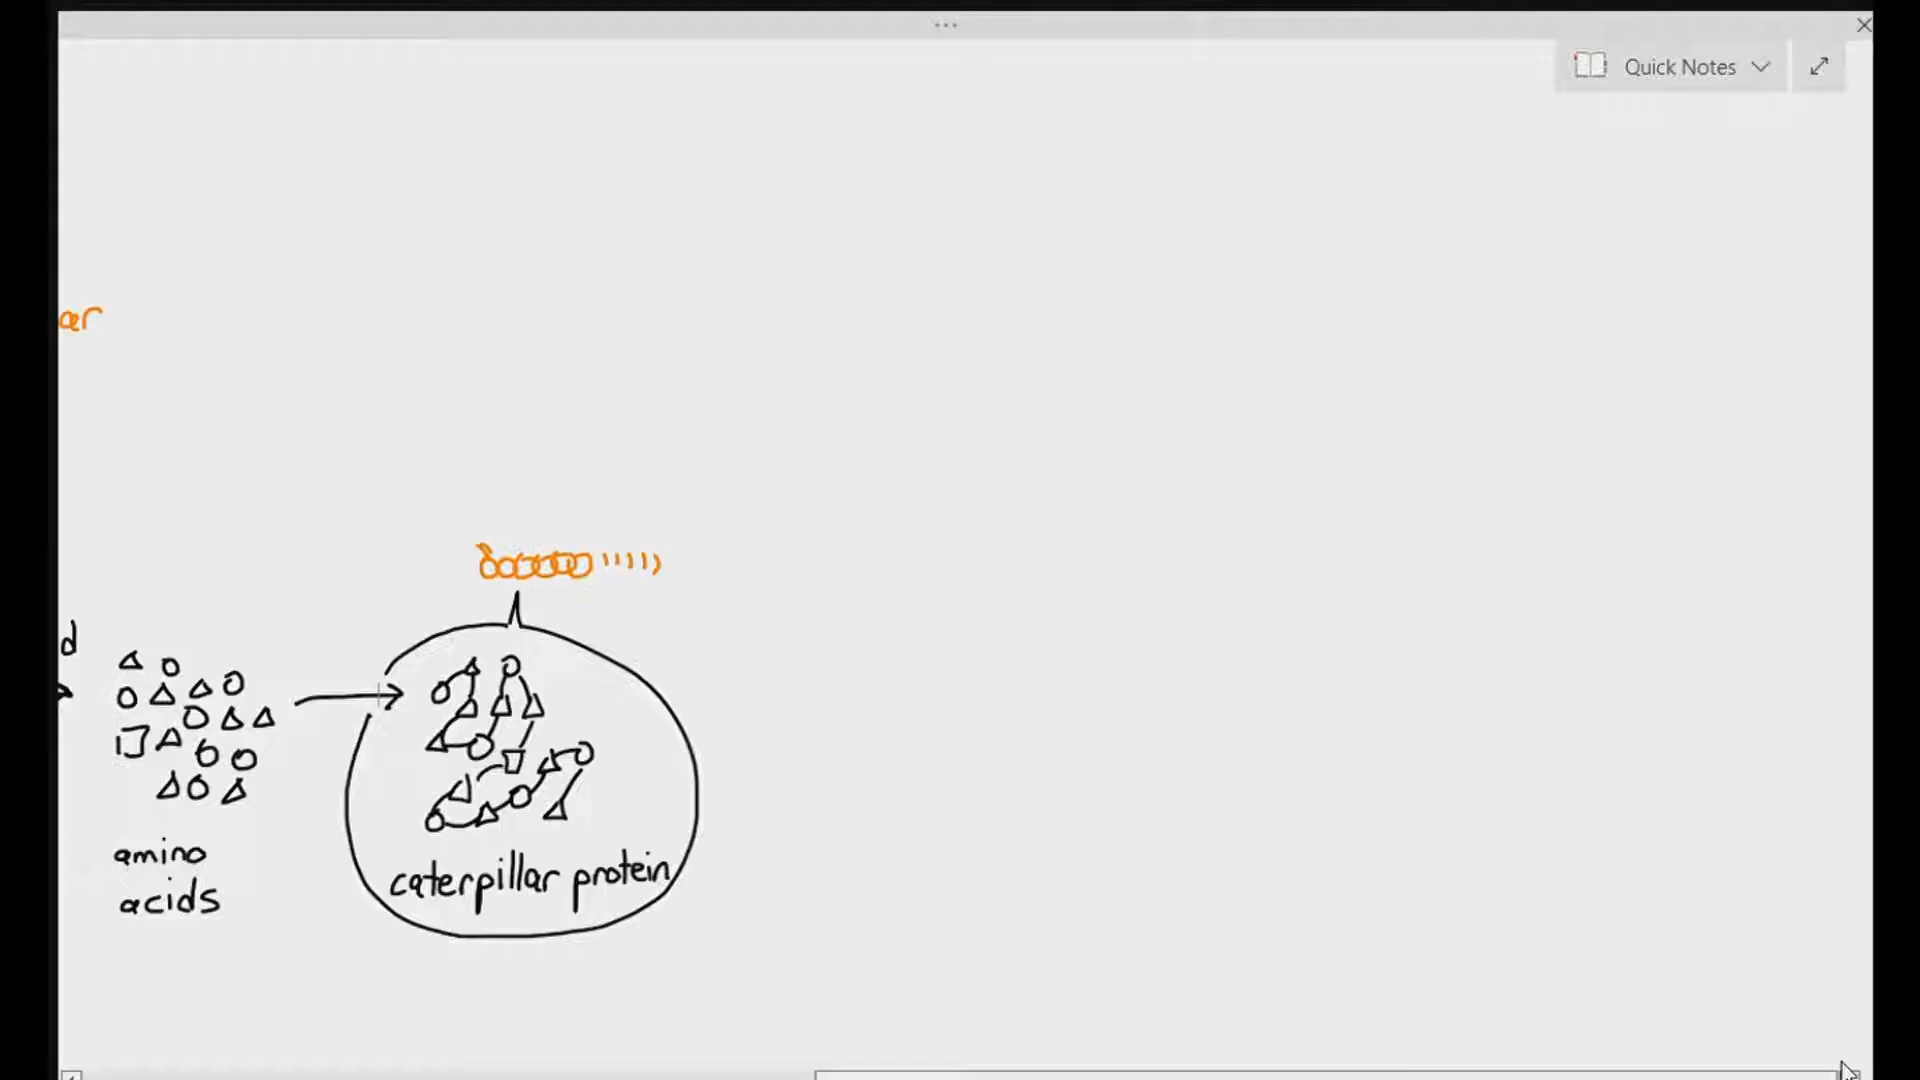 Quick Notes
ar
d
amino
acids
caterpillar protein